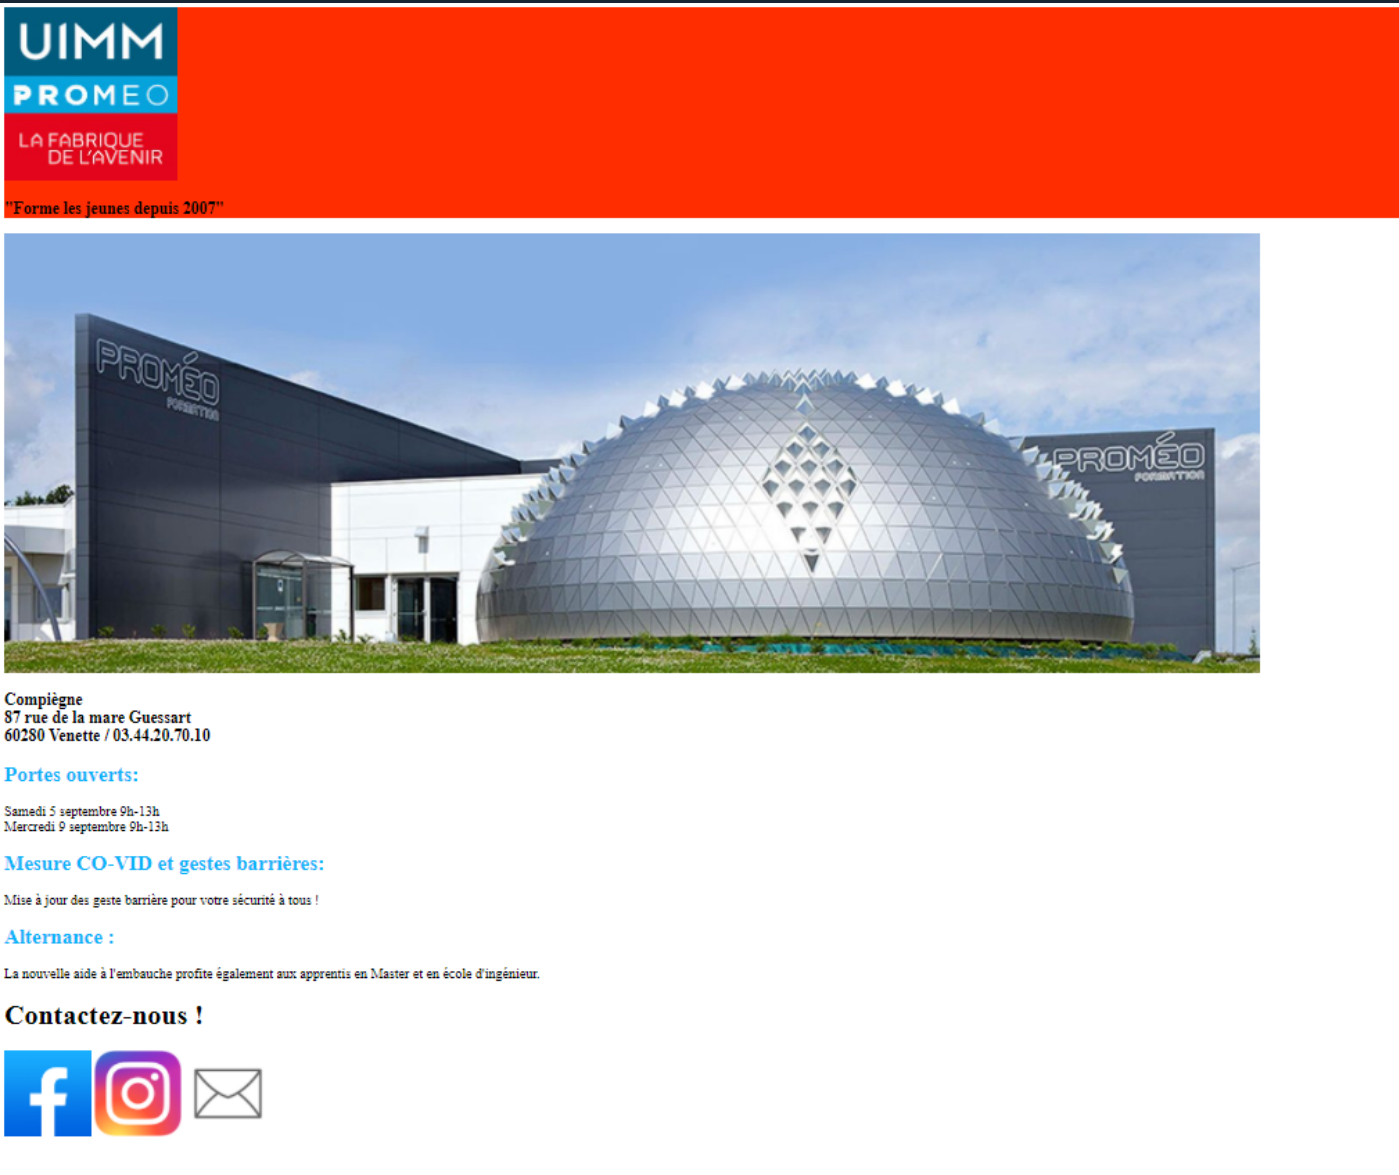 UIMM
PROMEO
LA FABRIQUE
DE L'AVENIR
"Forme les jeunes depuis 2007"
PROMÉO
FORMATION
PROMÉO
FORMATION
Compiègne
87 rue de la mare Guessart
60280 Venette / 03.44.20.70.10
Portes ouverts:
Samedi 5 septembre 9h-13h
Mercredi 9 septembre 9h-13h
Mesure CO-VID et gestes barrières:
Mise à jour des geste barrière pour votre sécurité à tous !
Alternance :
La nouvelle aide à l'embauche profite également aux apprentis en Master et en école d'ingénieur.
Contactez-nous !